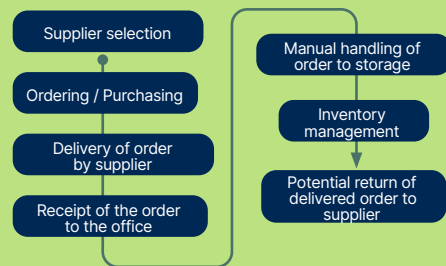 Supplier selection
Ordering / Purchasing
Delivery of order
by supplier
Receipt of the order
to the office
Manual handling of
order to storage
Inventory
management
Potential return of
delivered order to
supplier